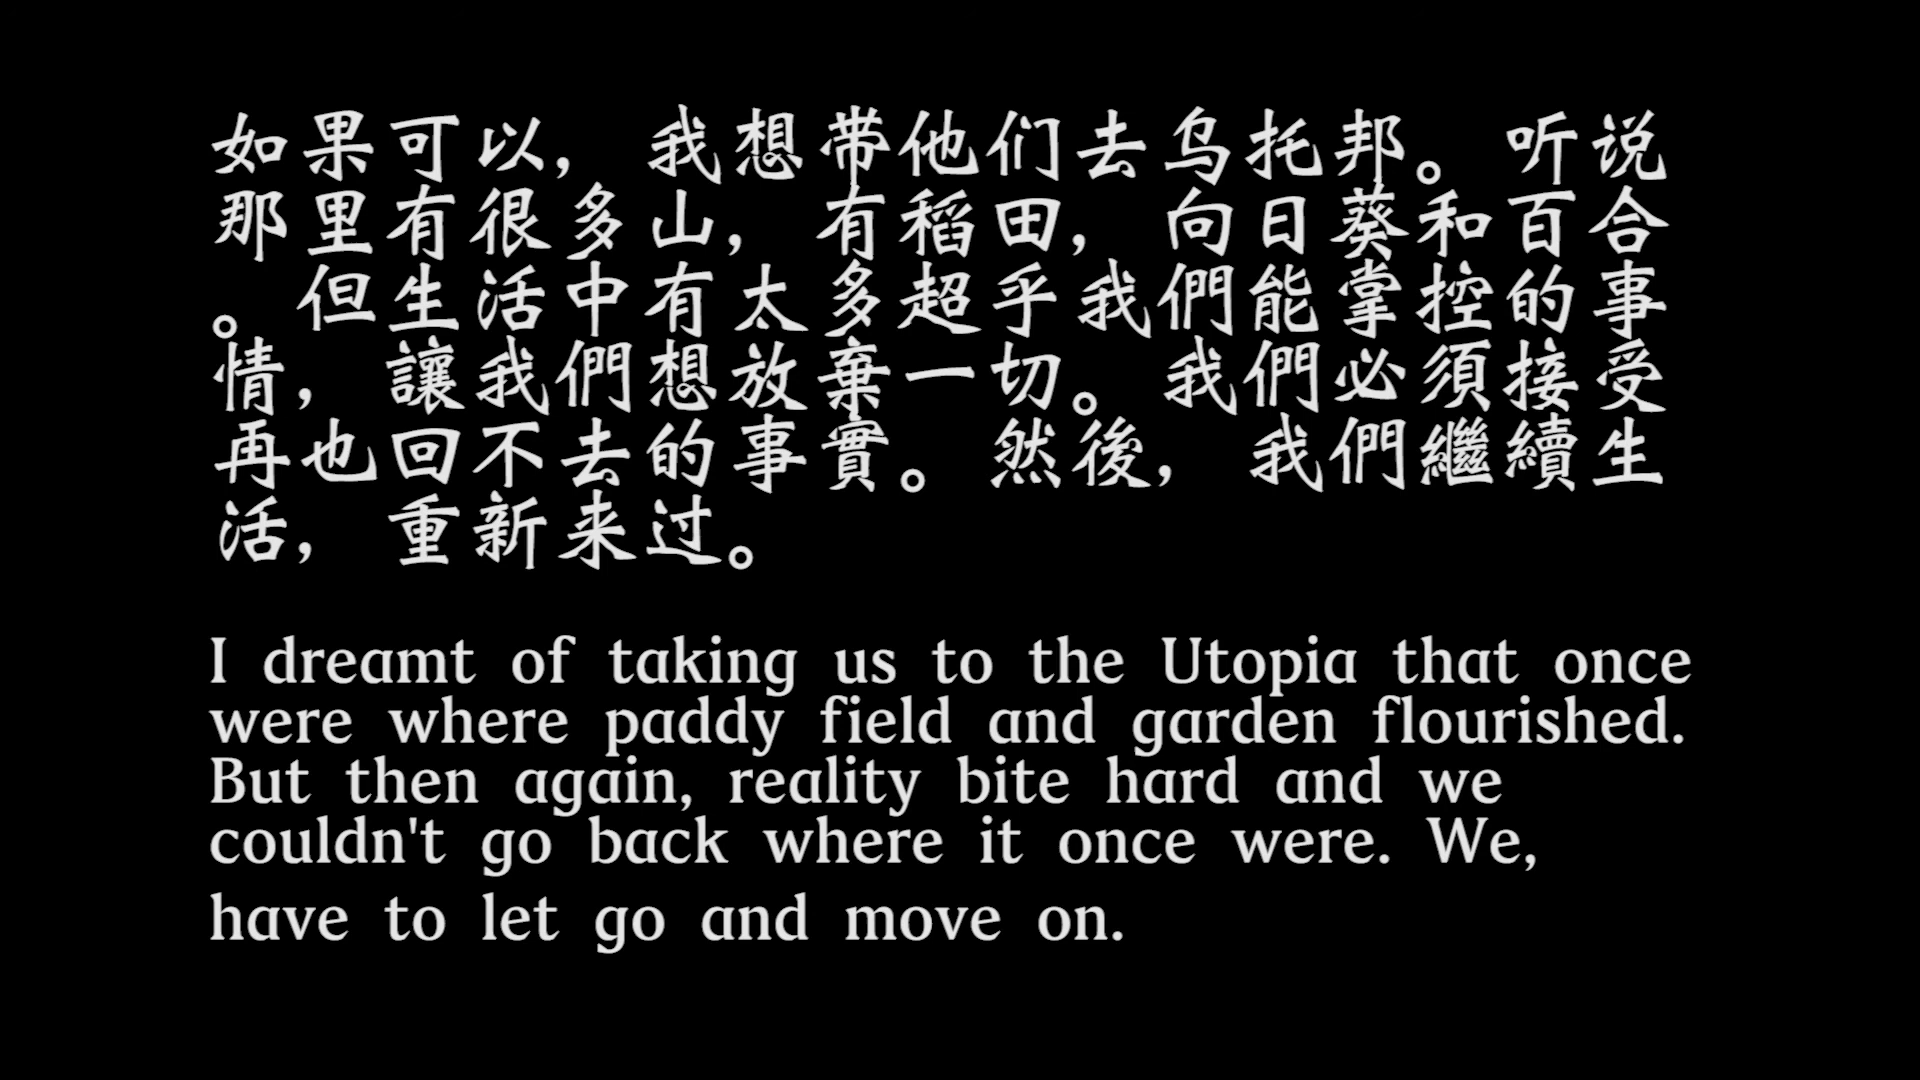 如果可以，我想带他们去乌托邦。听说
那里有很多山，有稻田，向日葵和百合
。但生活中有太多超乎我們能掌控的事
情，讓我們想放棄一切。我們必須接受
再也回不去的事實。然後，我們繼續生
活，重新来过。
I dreamt of taking us to the Utopia that once
were where paddy field and garden flourished.
But then again, reality bite hard and we
couldn't go back where it once were. We,
have to let go and move on.